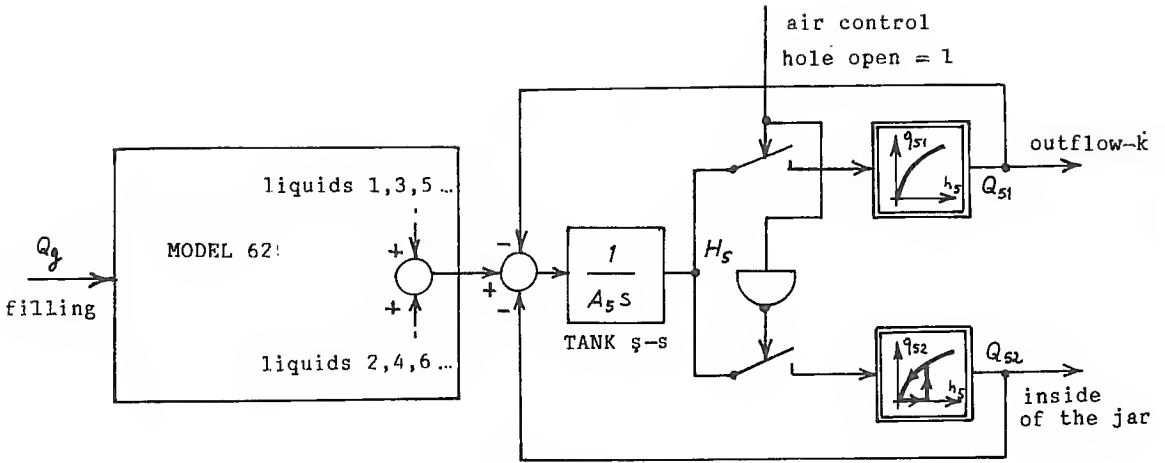 air control
hole open = 1
liquids 1,3,5 …
Q_g
filling
MODEL 62
+
+
liquids 2,4,6 …
-
+
-
1
A_5 s
TANK ş-s
H_5
q_51
h_5
Q_51
outflow-k
q_52
h_5
Q_52
inside
of the jar